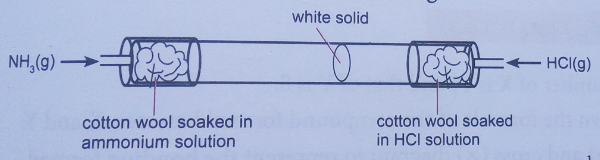 white solid
NH₃(g)
HCl(g)
cotton wool soaked in
ammonium solution
cotton wool soaked
in HCl solution